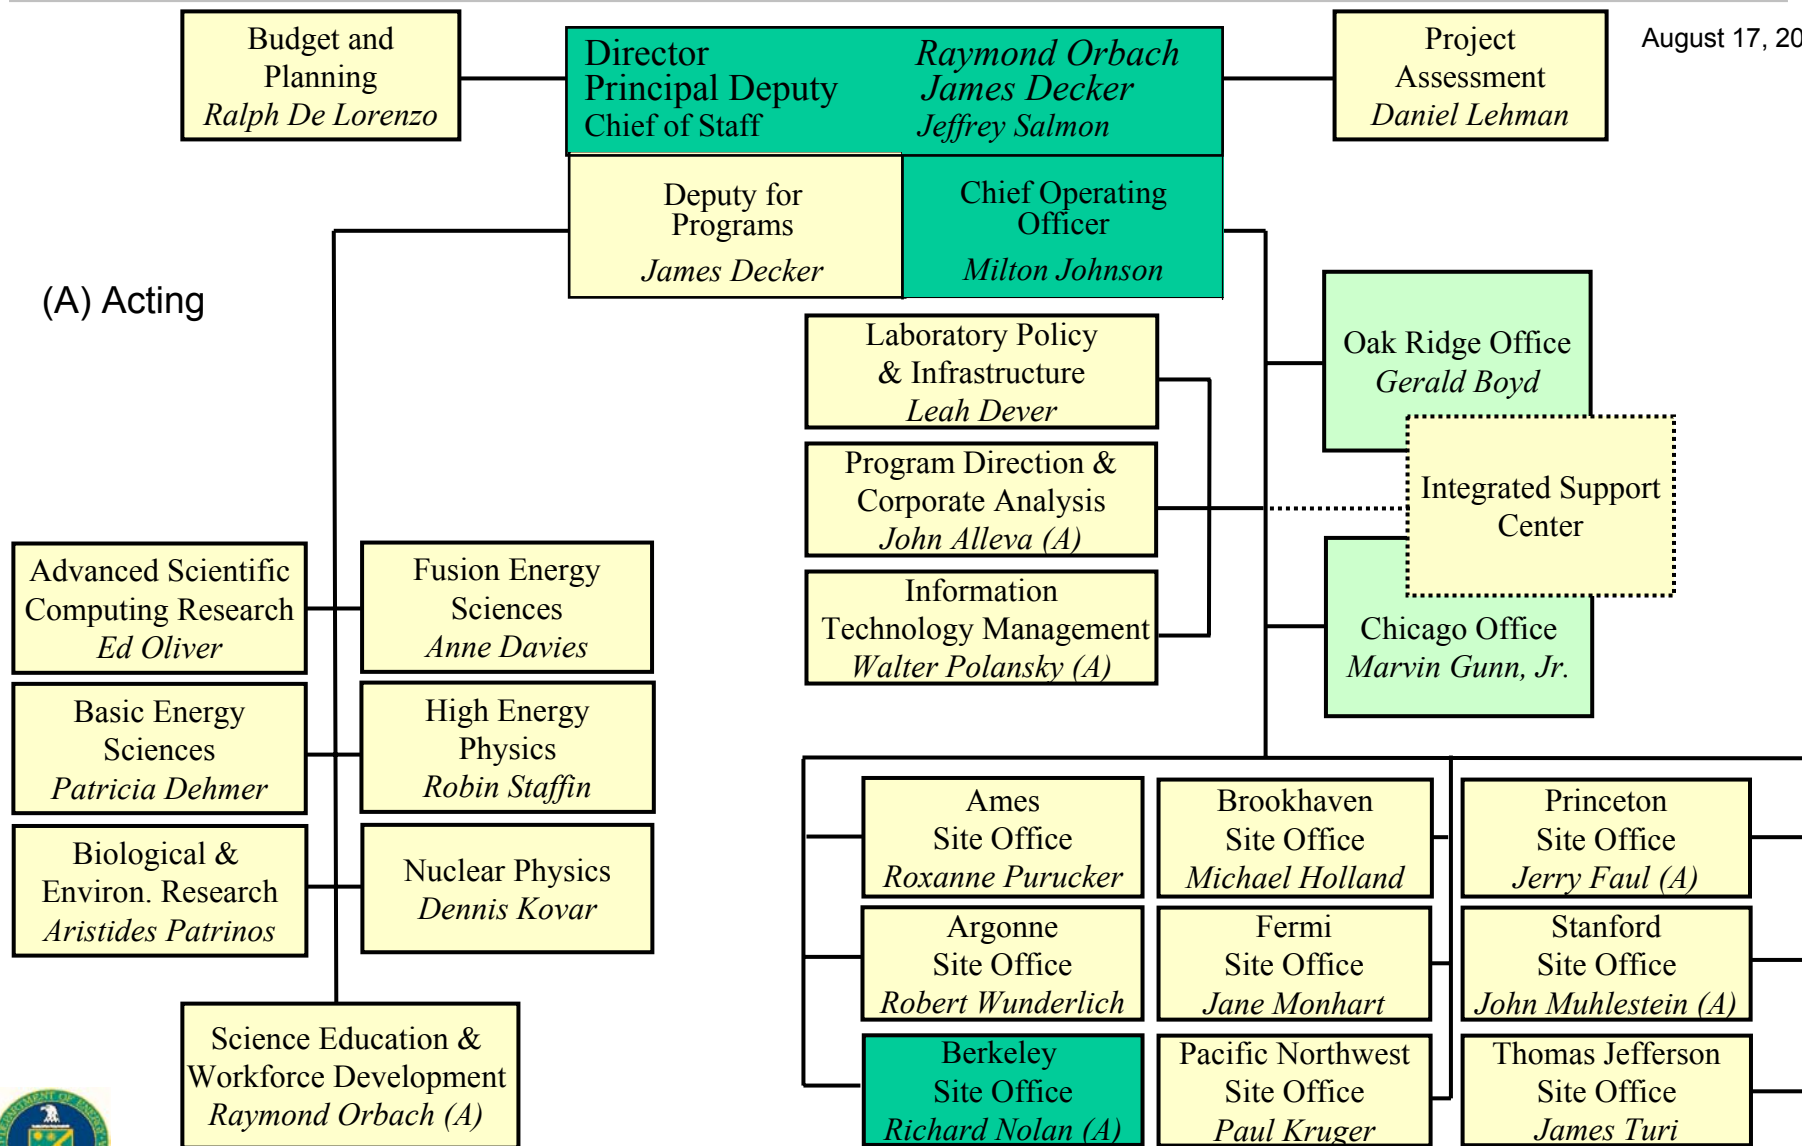 Budget and
Planning
Ralph De Lorenzo
Director Raymond Orbach
Principal Deputy James Decker
Chief of Staff Jeffrey Salmon
Project
Assessment
Daniel Lehman
August 17, 20
Deputy for
Programs
James Decker
Chief Operating
Officer
Milton Johnson
(A) Acting
Laboratory Policy
& Infrastructure
Leah Dever
Program Direction &
Corporate Analysis
John Alleva (A)
Information
Technology Management
Walter Polansky (A)
Oak Ridge Office
Gerald Boyd
Integrated Support
Center
Chicago Office
Marvin Gunn, Jr.
Advanced Scientific
Computing Research
Ed Oliver
Fusion Energy
Sciences
Anne Davies
Basic Energy
Sciences
Patricia Dehmer
High Energy
Physics
Robin Staffin
Biological &
Environ. Research
Aristides Patrinos
Nuclear Physics
Dennis Kovar
Science Education &
Workforce Development
Raymond Orbach (A)
Ames
Site Office
Roxanne Purucker
Brookhaven
Site Office
Michael Holland
Princeton
Site Office
Jerry Faul (A)
Argonne
Site Office
Robert Wunderlich
Fermi
Site Office
Jane Monhart
Stanford
Site Office
John Muhlestein (A)
Berkeley
Site Office
Richard Nolan (A)
Pacific Northwest
Site Office
Paul Kruger
Thomas Jefferson
Site Office
James Turi